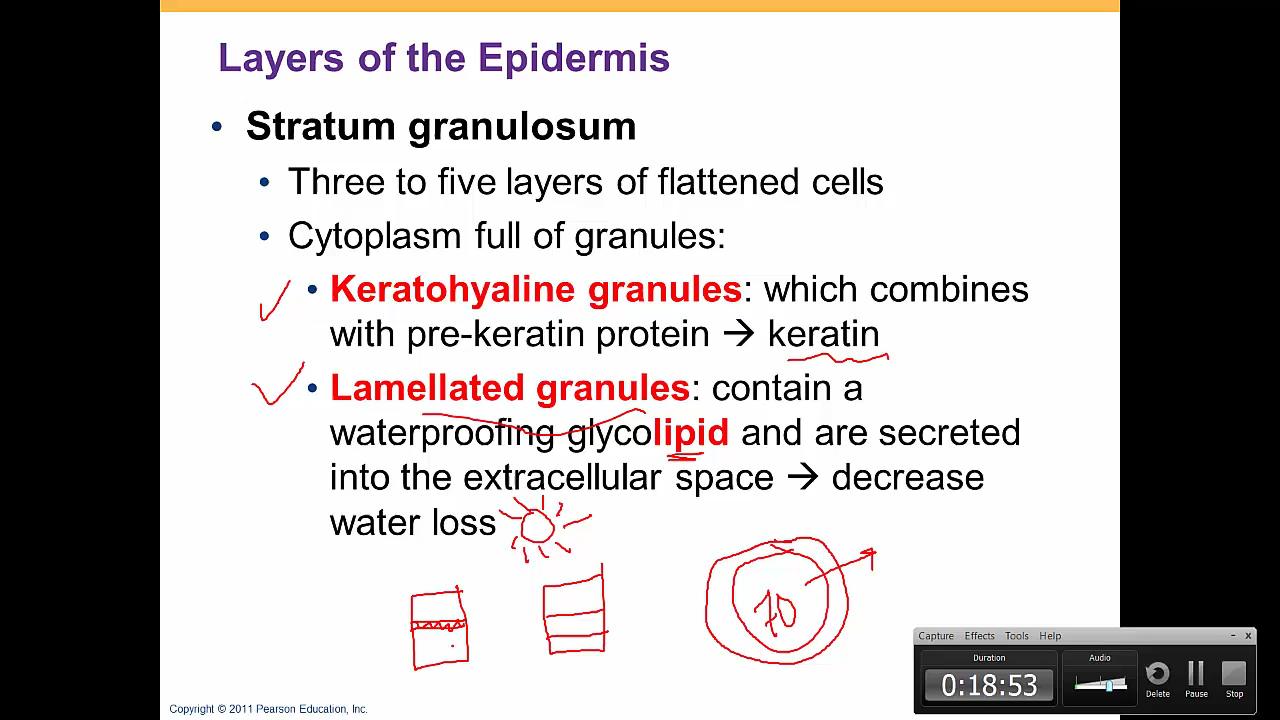 Layers of the Epidermis
• Stratum granulosum
• Three to five layers of flattened cells
• Cytoplasm full of granules:
• Keratohyaline granules: which combines
with pre-keratin protein → keratin
• Lamellated granules: contain a
waterproofing glycolipid and are secreted
into the extracellular space → decrease
water loss
70
Capture Effects Tools Help
Duration
Audio
0:18:53
Delete
Pause
Stop
Copyright © 2011 Pearson Education, Inc.